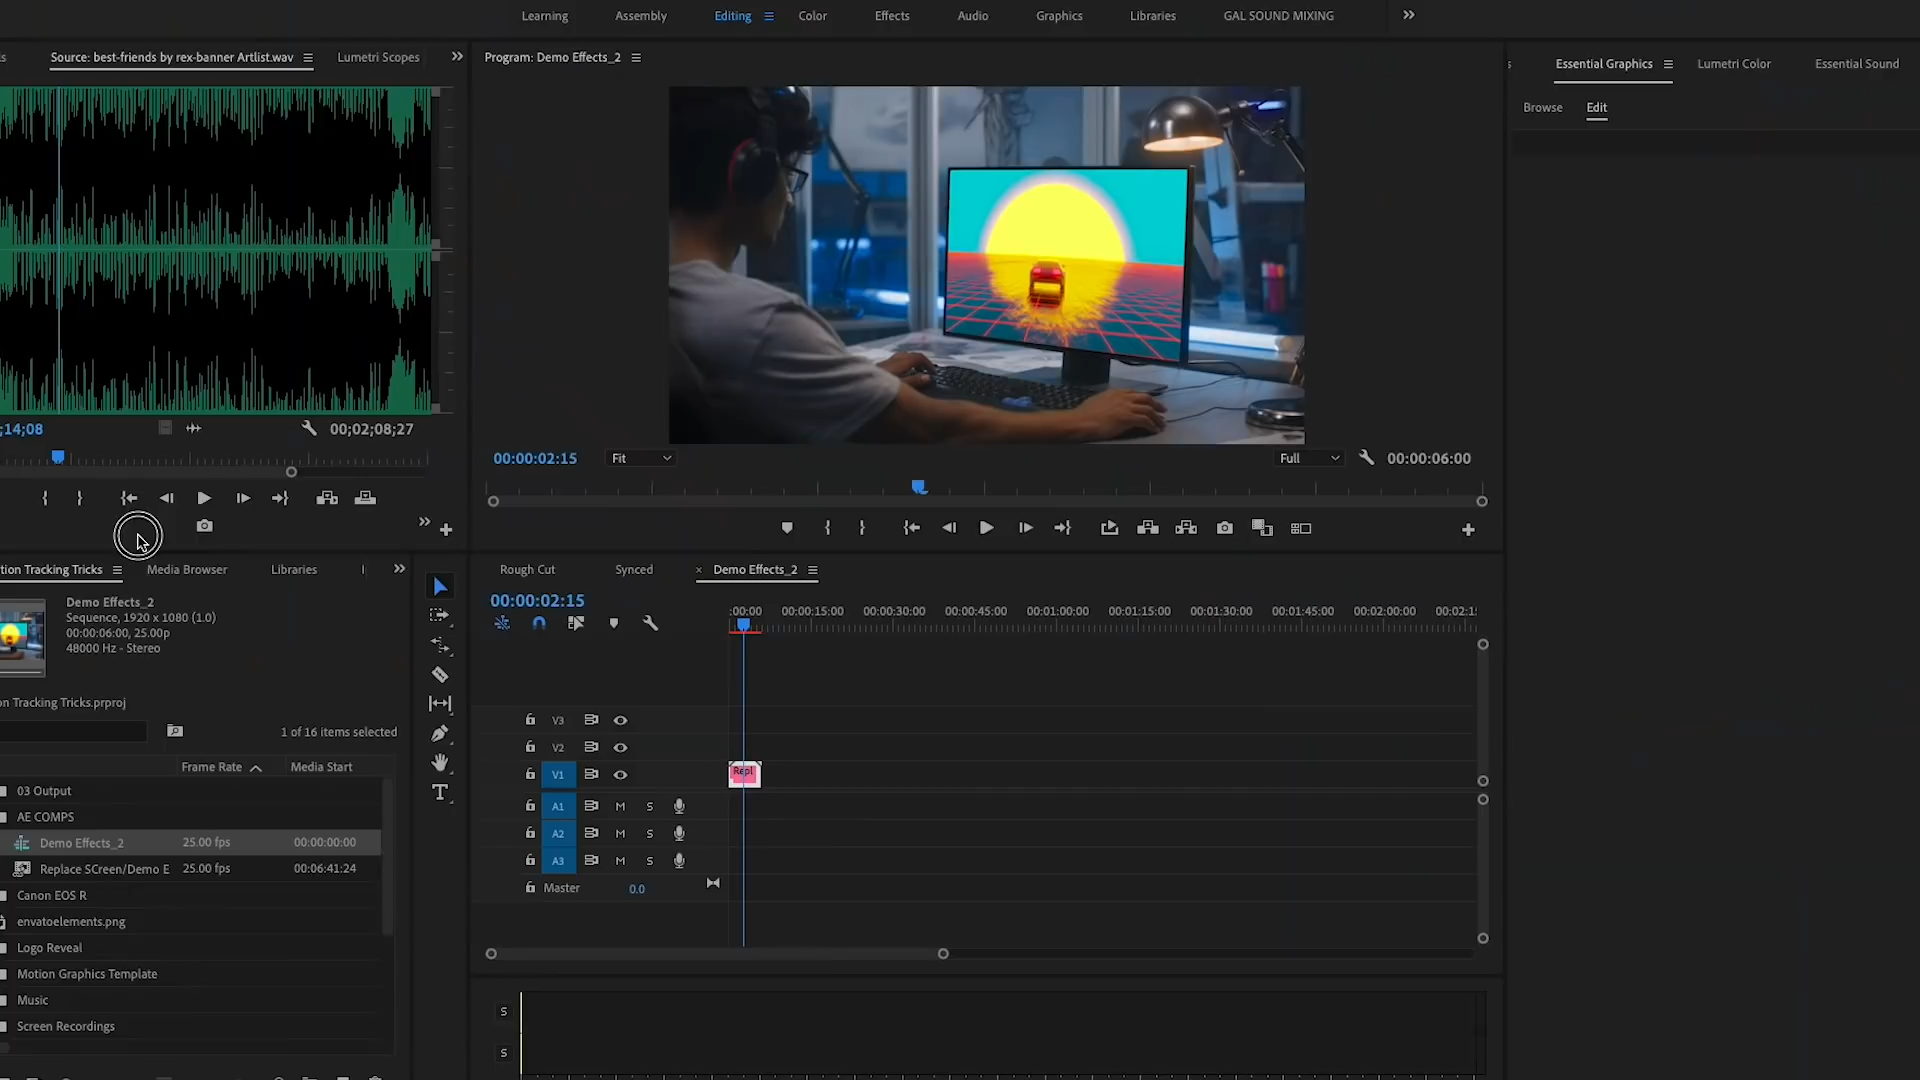 Learning Assembly Editing Color Effects Audio Graphics Libraries GAL SOUND MIXING
Source: best-friends by rex-banner Artlist.wav Lumetri Scopes
Program: Demo Effects_2
Essential Graphics Lumetri Color Essential Sound
Browse Edit
;14;08 00;02;08;27
00:00:02:15 Fit Full 00:00:06:00
tion Tracking Tricks Media Browser Libraries
Demo Effects_2
Sequence, 1920 x 1080 (1.0)
00:00:06:00, 25.00p
48000 Hz - Stereo
on Tracking Tricks.prproj
1 of 16 items selected
Frame Rate Media Start
03 Output
AE COMPS
Demo Effects_2 25.00 fps 00:00:00:00
Replace SCreen/Demo E 25.00 fps 00:06:41:24
Canon EOS R
envatoelements.png
Logo Reveal
Motion Graphics Template
Music
Screen Recordings
Rough Cut Synced × Demo Effects_2
00:00:02:15
:00:00 00:00:15:00 00:00:30:00 00:00:45:00 00:01:00:00 00:01:15:00 00:01:30:00 00:01:45:00 00:02:00:00 00:02:1
V3
V2
V1 Repl
A1 M S
A2 M S
A3 M S
Master 0.0
S
S